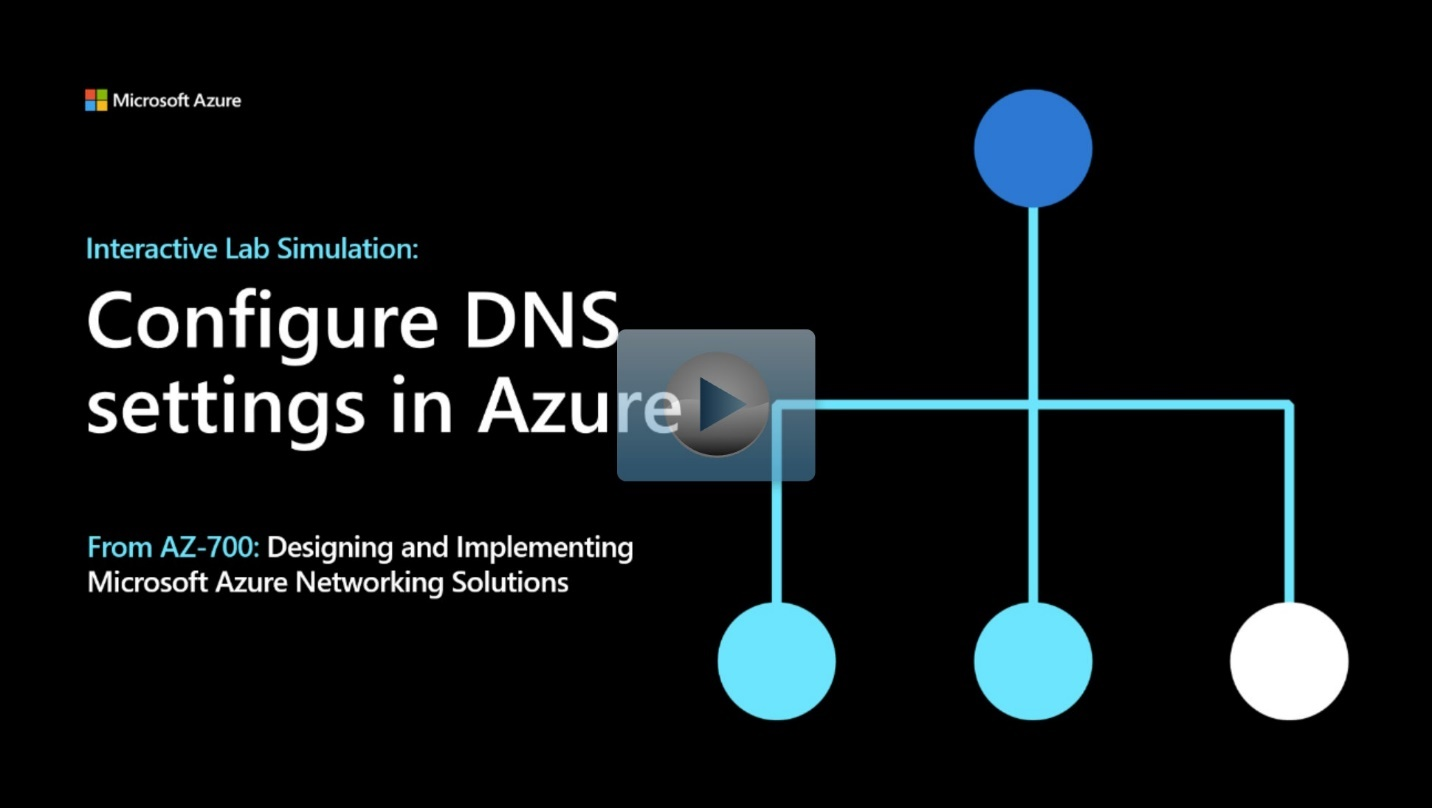 Microsoft Azure
Interactive Lab Simulation:
Configure DNS
settings in Azure
From AZ-700: Designing and Implementing
Microsoft Azure Networking Solutions